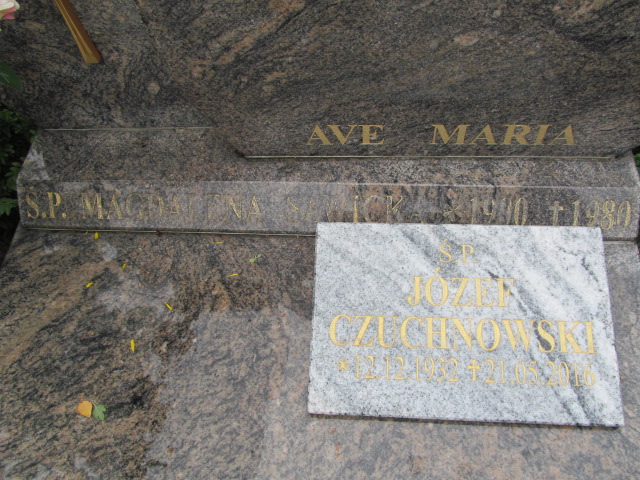 AVE MARIA
Ś.P. MAGDALENA * †1980
Ś.P.
JÓZEF
CZUCHNOWSKI
*12.12.1932 †21.05.2016